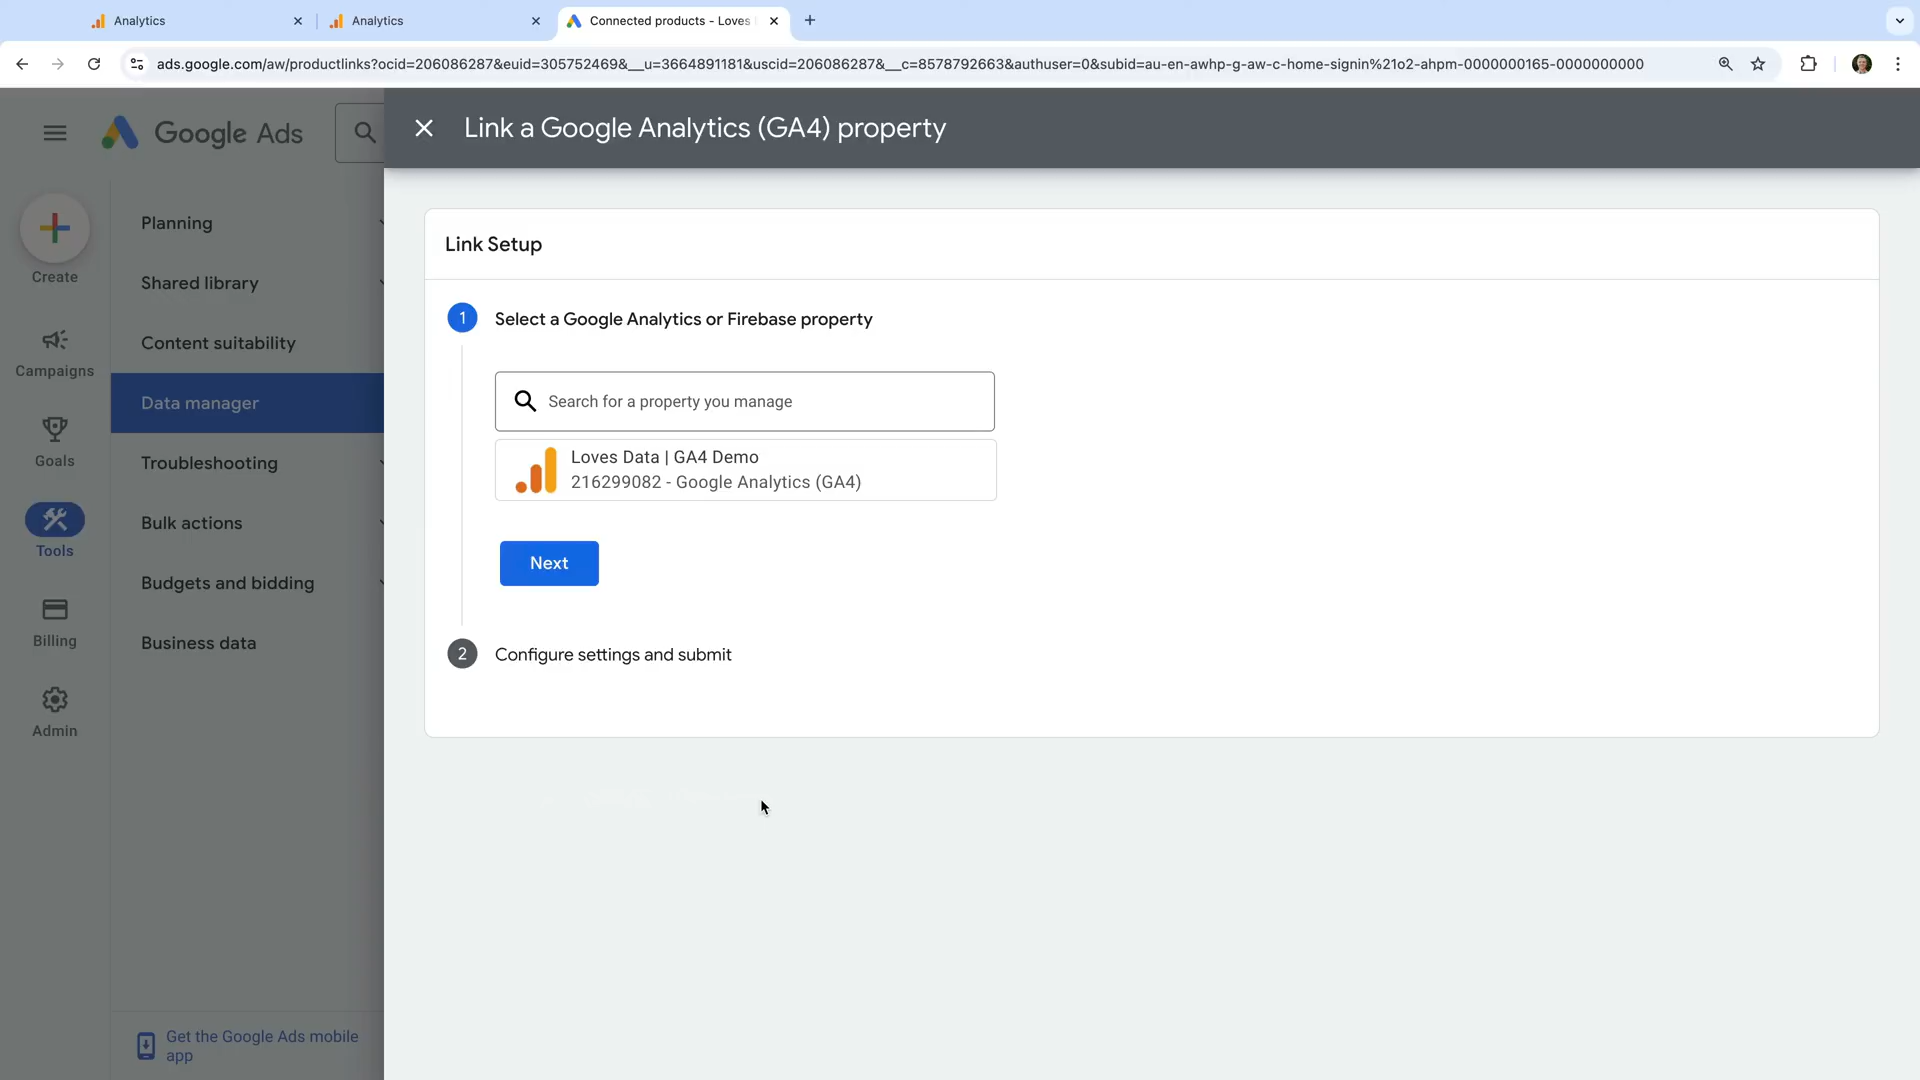 Analytics
Analytics
Connected products - Loves
ads.google.com/aw/productlinks?ocid=206086287&euid=305752469&__u=3664891181&uscid=206086287&__c=8578792663&authuser=0&subid=au-en-awhp-g-aw-c-home-signin%21o2-ahpm-0000000165-0000000000
Google Ads
Link a Google Analytics (GA4) property
Create
Campaigns
Goals
Tools
Billing
Admin
Planning
Shared library
Content suitability
Data manager
Troubleshooting
Bulk actions
Budgets and bidding
Business data
Get the Google Ads mobile
app
Link Setup
1
Select a Google Analytics or Firebase property
Search for a property you manage
Loves Data | GA4 Demo
216299082 - Google Analytics (GA4)
Next
2
Configure settings and submit